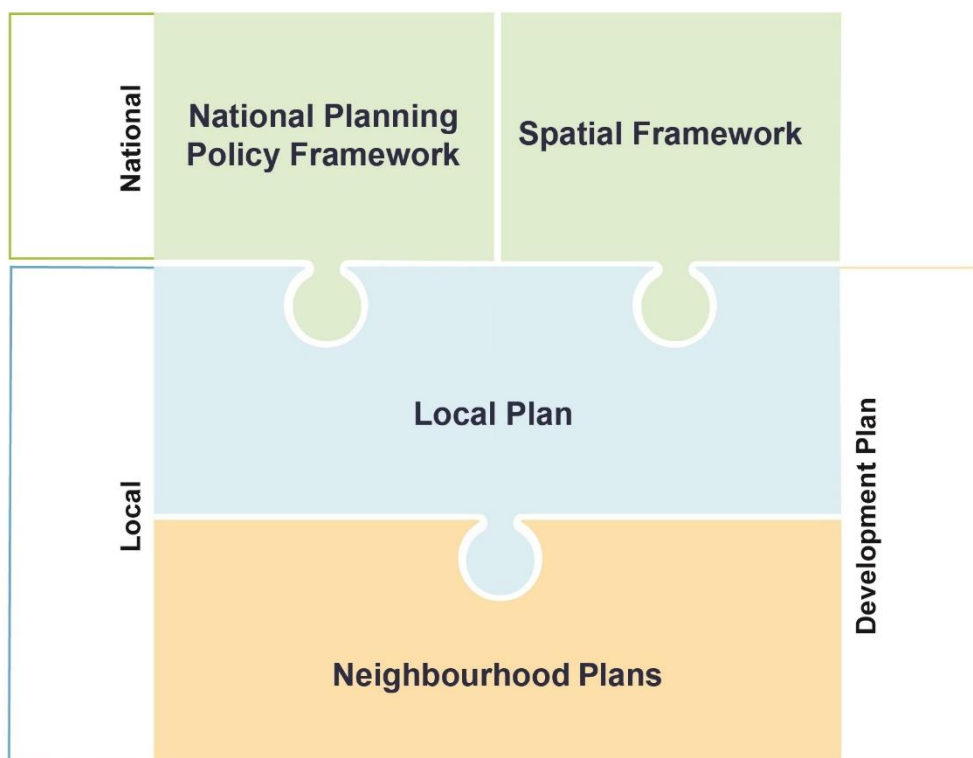 National
National Planning
Policy Framework
Spatial Framework
Local
Local Plan
Development Plan
Neighbourhood Plans